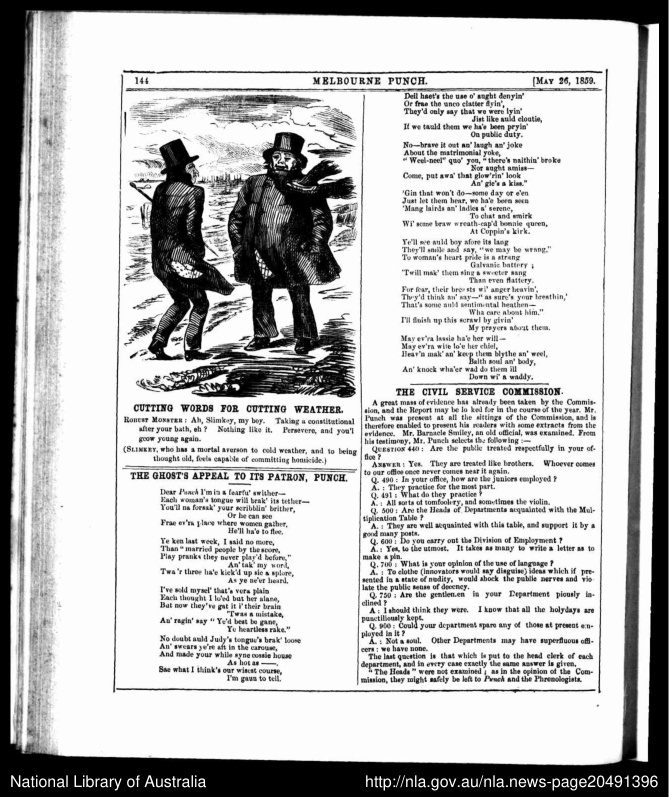 144
MELBOURNE PUNCH.
[MAY 26, 1859.
CUTTING WORDS FOR CUTTING WEATHER.
ROBUST MONSTER : Ah, Slimkey, my boy. Taking a constitutional
after your bath, eh ? Nothing like it. Persevere, and you'l
grow young again.
(SLIMKEY, who has a mortal averson to cold weather, and to being
thought old, feels capable of committing homicide.)
THE GHOST'S APPEAL TO ITS PATRON, PUNCH.
Dear Punch I'm in a fearfu' swither—
Each woman's tongue will brak' its tether—
You'll na forsak' your scribblin' brither,
Or he can see
Frae ev'ra place where women gather,
He'll ha'e to flee.
Ye ken last week, I said no more,
Than "married people by the score,
Play pranks they never play'd before,"
An' tak' my word,
Twa 'r three ha'e kick'd up sic a splore,
As ye ne'er heard.
I've sold mysel' that's vera plain
Each thought I lo'ed but her alane,
But now they've gat it i' their brain
'Twas a mistake,
An' ragin' say "Ye'd best be gane,
Ye heartless rake."
No doubt auld Judy's tongue's brak' loose
An' swears ye're aft in the carouse,
And made your while syne cossie house
As hot as ——.
Sae what I think's our wisest course,
I'm gaun to tell.
Deil haet's the use o' aught denyin'
Or frae the unco clatter flyin',
They'd only say that we were lyin'
Jist like auld cloutie,
If we tauld them we ha'e been pryin'
On public duty.
No—brave it out an' laugh an' joke
About the matrimonial yoke,
"Weel-neel" quo' you, "there's naithin' broke
Nor aught amiss—
Come, put awa' that glow'rin' look
An' gie's a kiss."
'Gin that won't do—some day or e'en
Just let them hear, we ha'e been seen
'Mang lairds an' ladies a' serene,
To chat and smirk
Wi' some braw wreath-cap'd bonnie queen,
At Coppin's kirk.
Ye'll see auld boy afore its lang
They'll smile and say, "we may be wrang,"
To woman's heart pride is a strang
Galvanic battery ;
'Twill mak' them sing a sweeter sang
Than even flattery.
For fear, their breasts wi' anger heavin',
They'd think an' say—"as sure's your breathin,'
That's some auld sentimental heathen—
Wha care about him."
I'll finish up this scrawl by givin'
My prayers about them.
May ev'ra lassie ha'e her will—
May ev'ra wife lo'e her chiel,
Heav'n mak' an' keep them blythe an' weel,
Baith soul an' body,
An' knock wha'er wad do them ill
Down wi' a waddy.
THE CIVIL SERVICE COMMISSION.
A great mass of evidence has already been taken by the Commis-
sion, and the Report may be looked for in the course of the year. Mr.
Punch was present at all the sittings of the Commission, and is
therefore enabled to present his readers with some extracts from the
evidence. Mr. Barnacle Smiley, an old official, was examined. From
his testimony, Mr. Punch selects the following :—
QUESTION 440 : Are the public treated respectfully in your of-
fice ?
ANSWER : Yes. They are treated like brothers. Whoever comes
to our office once never comes near it again.
Q. 490 : In your office, how are the juniors employed ?
A. : They practice for the most part.
Q. 491 : What do they practice ?
A. : All sorts of tomfoolery, and sometimes the violin.
Q. 500 : Are the Heads of Departments acquainted with the Mul-
tiplication Table ?
A. : They are well acquainted with this table, and support it by a
good many posts.
Q. 600 : Do you carry out the Division of Employment ?
A. : Yes, to the utmost. It takes as many to write a letter as to
make a pin.
Q. 700 : What is your opinion of the use of language ?
A. : To clothe (innovators would say disguise) ideas which if pre-
sented in a state of nudity, would shock the public nerves and vio-
late the public sense of decency.
Q. 750 : Are the gentlemen in your Department piously in-
clined ?
A : I should think they were. I know that all the holydays are
punctiliously kept.
Q. 900 : Could your department spare any of those at present em-
ployed in it ?
A. : Not a soul. Other Departments may have superfluous offi-
cers : we have none.
The last question is that which is put to the head clerk of each
department, and in every case exactly the same answer is given.
"The Heads" were not examined ; as in the opinion of the Com-
mission, they might safely be left to Punch and the Phrenologists.
National Library of Australia
http://nla.gov.au/nla.news-page20491396